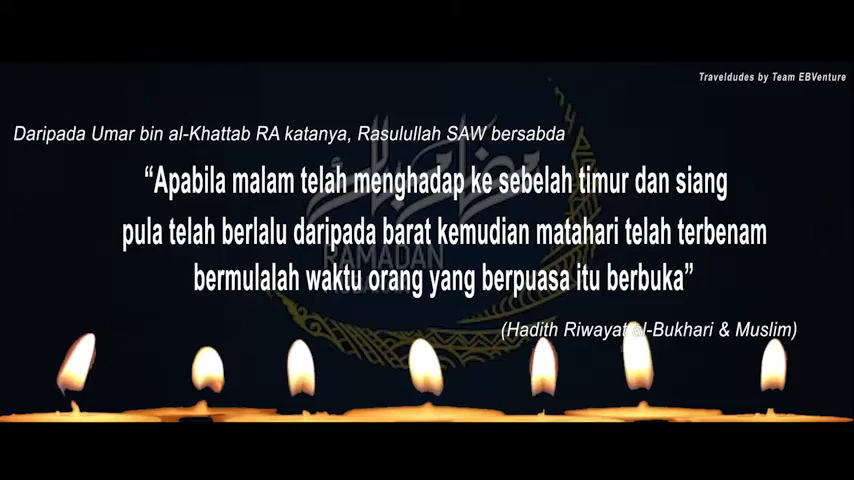 Traveldudes by Team EBVenture
Daripada Umar bin al-Khattab RA katanya, Rasulullah SAW bersabda
“Apabila malam telah menghadap ke sebelah timur dan siang
pula telah berlalu daripada barat kemudian matahari telah terbenam
bermulalah waktu orang yang berpuasa itu berbuka”
RAMADAN
(Hadith Riwayat al-Bukhari & Muslim)